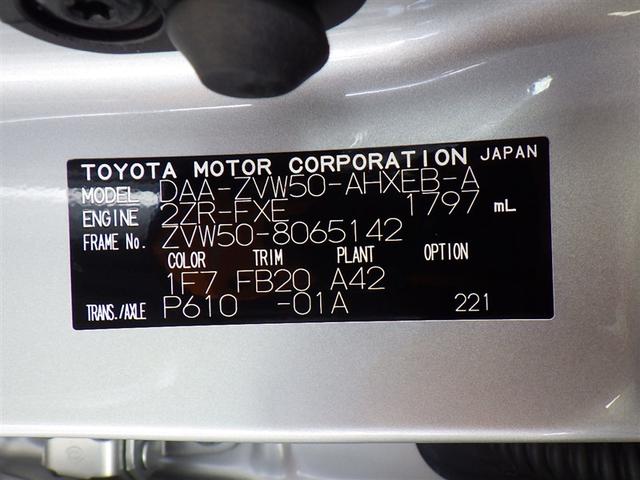 TOYOTA MOTOR CORPORATION JAPAN
MODEL DAA-ZVW50-AHXEB-A
ENGINE 2ZR-FXE 1797 mL
FRAME No. ZVW50-8065142
COLOR TRIM PLANT OPTION
1F7 FB20 A42
TRANS./AXLE P610 -01A 221